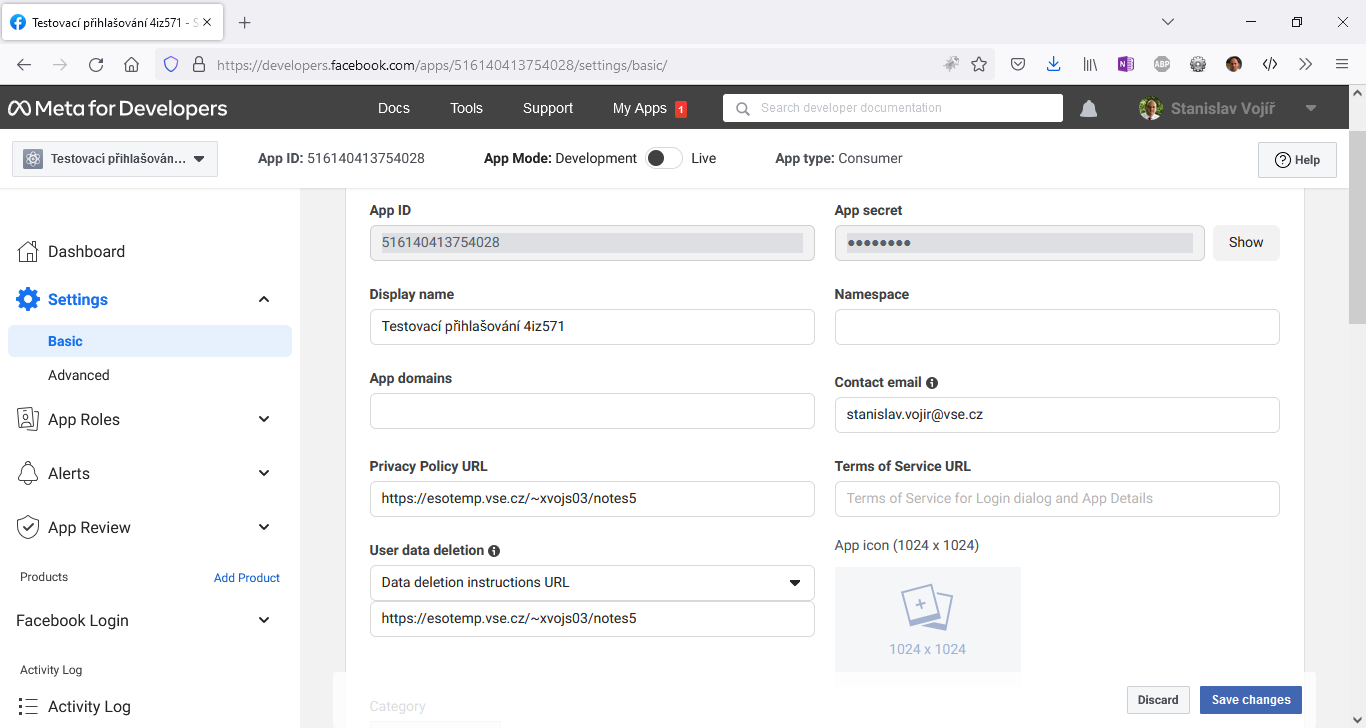 Testovací přihlašování 4iz571 - S
https://developers.facebook.com/apps/516140413754028/settings/basic/
ABP
Meta for Developers
Docs
Tools
Support
My Apps
1
Search developer documentation
Stanislav Vojíř
Testovací přihlašován...
App ID: 516140413754028
App Mode: Development
Live
App type: Consumer
Help
Dashboard
Settings
Basic
Advanced
App Roles
Alerts
App Review
Products
Add Product
Facebook Login
Activity Log
Activity Log
App ID
516140413754028
App secret
●●●●●●●●
Show
Display name
Testovací přihlašování 4iz571
Namespace
App domains
Contact email
stanislav.vojir@vse.cz
Privacy Policy URL
https://esotemp.vse.cz/~xvojs03/notes5
Terms of Service URL
Terms of Service for Login dialog and App Details
User data deletion
Data deletion instructions URL
https://esotemp.vse.cz/~xvojs03/notes5
App icon (1024 x 1024)
1024 x 1024
Category
Discard
Save changes